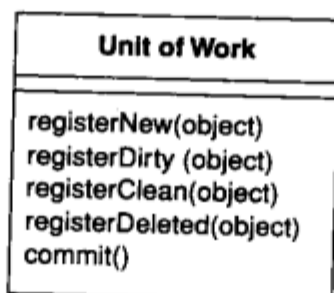 Unit of Work
registerNew(object)
registerDirty (object)
registerClean(object)
registerDeleted(object)
commit()